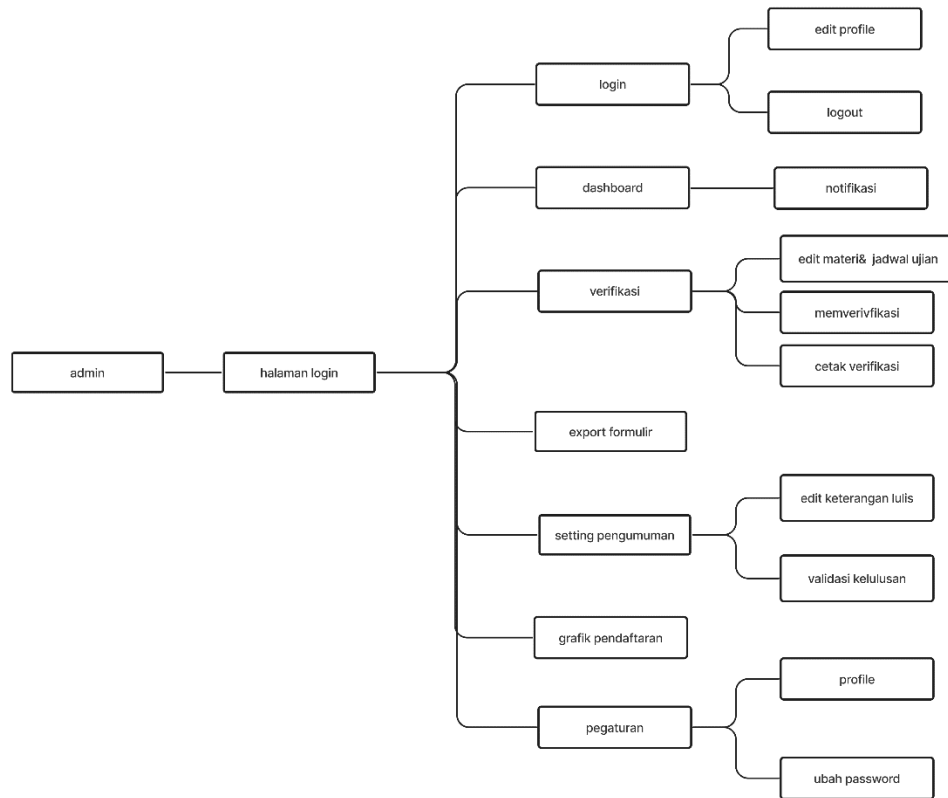 edit profile
login
logout
dashboard
notifikasi
edit materi& jadwal ujian
verifikasi
memverivfikasi
cetak verifikasi
admin
halaman login
export formulir
edit keterangan lulis
setting pengumuman
validasi kelulusan
grafik pendaftaran
profile
pegaturan
ubah password